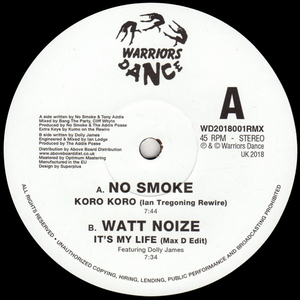 WARRIORS
DANCE
A side written by No Smoke & Tony Addis
Mixed by Bang The Party, Cliff Whyte
Produced by No Smoke & The Addis Posse
Extra Keys by Kumo on the Rewire
B side written by Dolly James
Engineered & Mixed by Ian Ledge
Produced by The Addis Posse
A
WD2018001RMX
45 RPM - STEREO
℗ & © Warriors Dance
UK 2018
Distribution by Above Board Distribution
www.aboveboarddist.co.uk
Mastered by Optimum Mastering
Manufactured in the EU
Design by Superplus
A. NO SMOKE
KORO KORO (Ian Tregoning Rewire)
7:44
B. WATT NOIZE
IT'S MY LIFE (Max D Edit)
Featuring Dolly James
7:34
ALL RIGHTS RESERVED • UNAUTHORIZED COPYING, HIRING, LENDING, PUBLIC PERFORMANCE AND BROADCASTING PROHIBITED